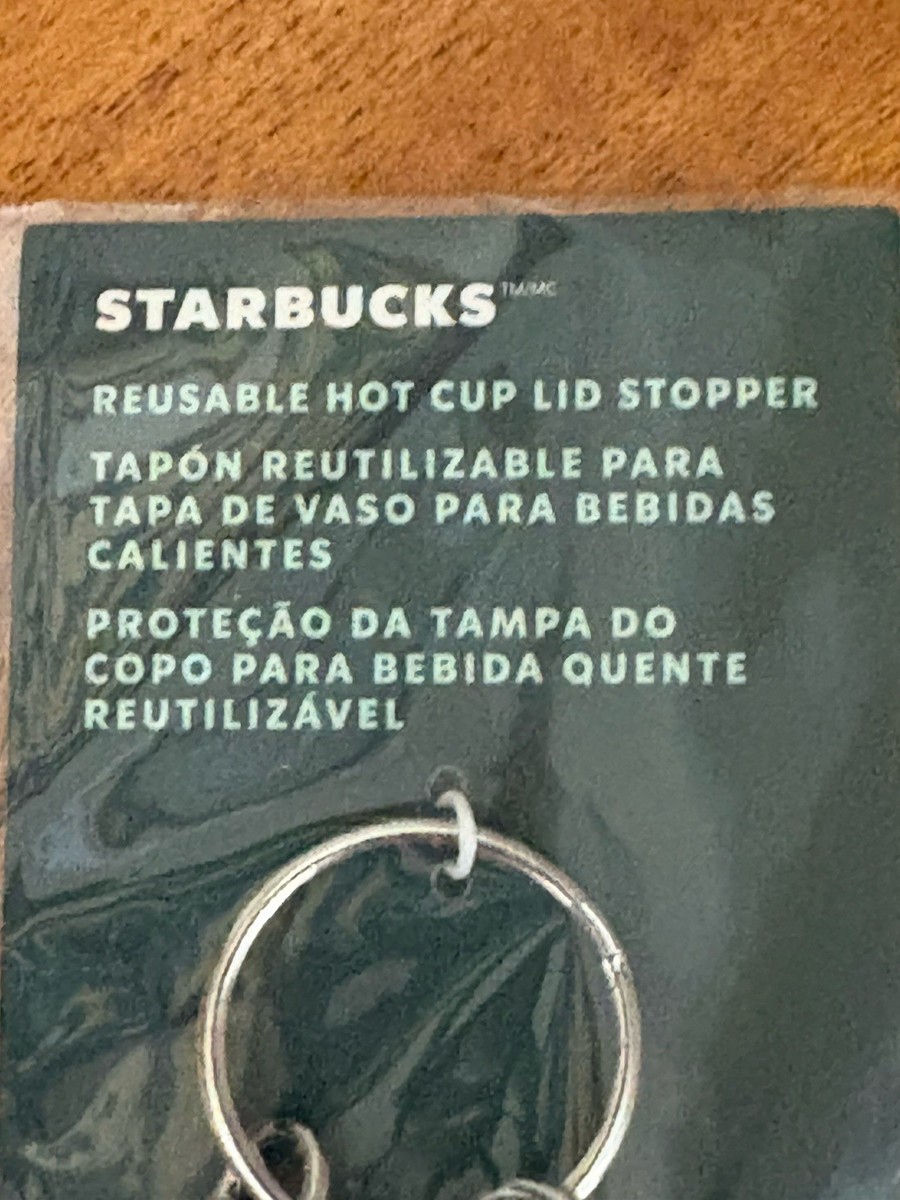 STARBUCKS™/MC
REUSABLE HOT CUP LID STOPPER
TAPÓN REUTILIZABLE PARA
TAPA DE VASO PARA BEBIDAS
CALIENTES
PROTEÇÃO DA TAMPA DO
COPO PARA BEBIDA QUENTE
REUTILIZÁVEL